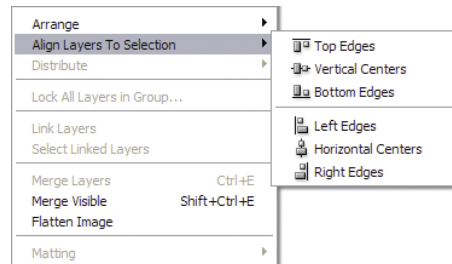 Arrange
Align Layers To Selection
Distribute
Lock All Layers in Group...
Link Layers
Select Linked Layers
Merge Layers Ctrl+E
Merge Visible Shift+Ctrl+E
Flatten Image
Matting
Top Edges
Vertical Centers
Bottom Edges
Left Edges
Horizontal Centers
Right Edges